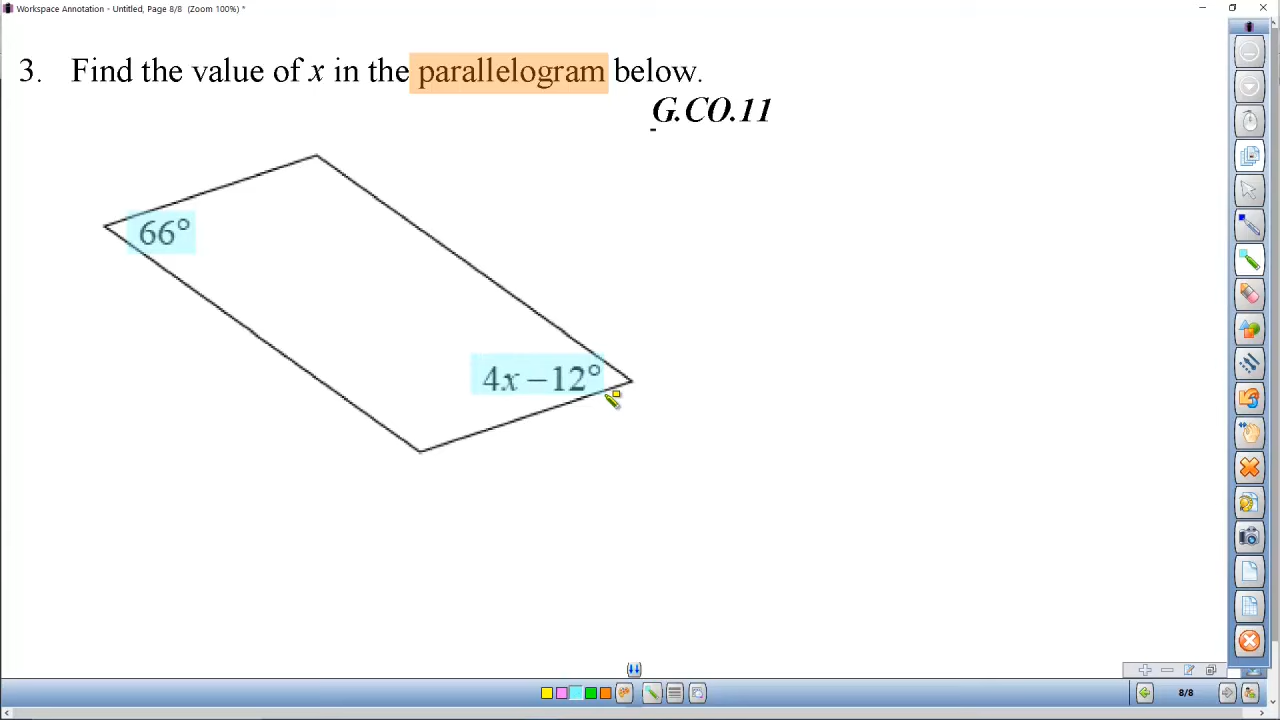 Workspace Annotation - Untitled, Page 8/8 (Zoom 100%) *
3. Find the value of x in the parallelogram below.
G.CO.11
66°
4x – 12°
8/8